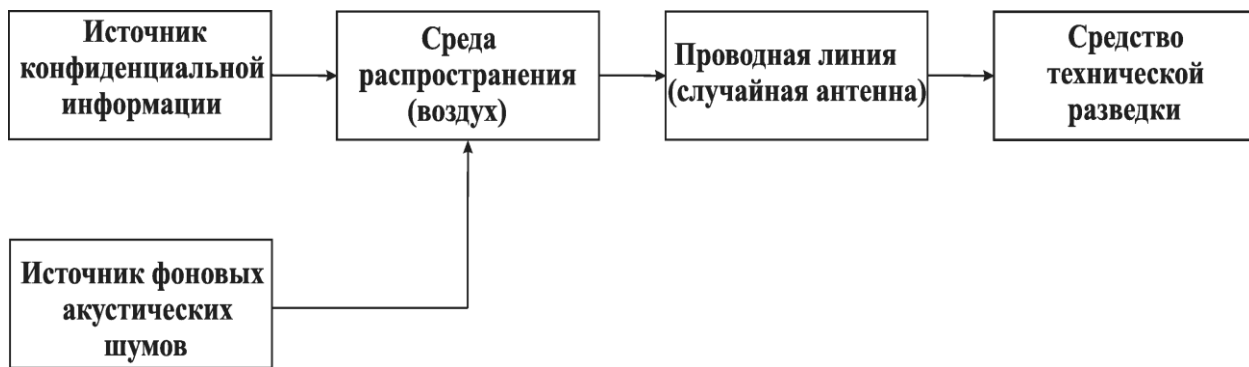 Источник
конфиденциальной
информации
Среда
распространения
(воздух)
Проводная линия
(случайная антенна)
Средство
технической
разведки
Источник фоновых
акустических
шумов